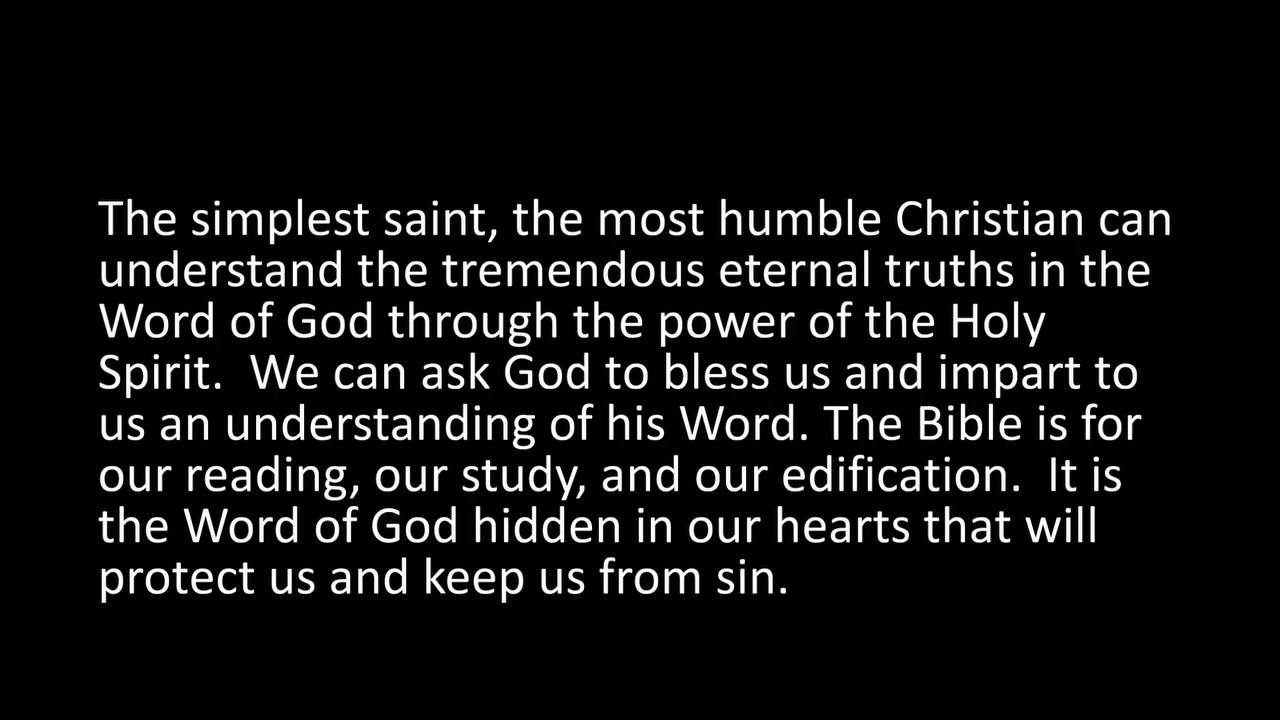 The simplest saint, the most humble Christian can
understand the tremendous eternal truths in the
Word of God through the power of the Holy
Spirit.  We can ask God to bless us and impart to
us an understanding of his Word. The Bible is for
our reading, our study, and our edification.  It is
the Word of God hidden in our hearts that will
protect us and keep us from sin.